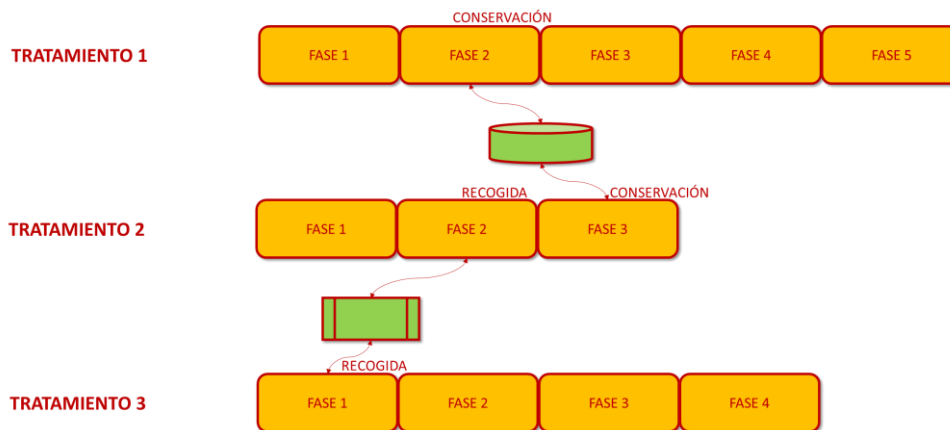 CONSERVACIÓN
TRATAMIENTO 1
FASE 1
FASE 2
FASE 3
FASE 4
FASE 5
RECOGIDA
CONSERVACIÓN
TRATAMIENTO 2
FASE 1
FASE 2
FASE 3
RECOGIDA
TRATAMIENTO 3
FASE 1
FASE 2
FASE 3
FASE 4